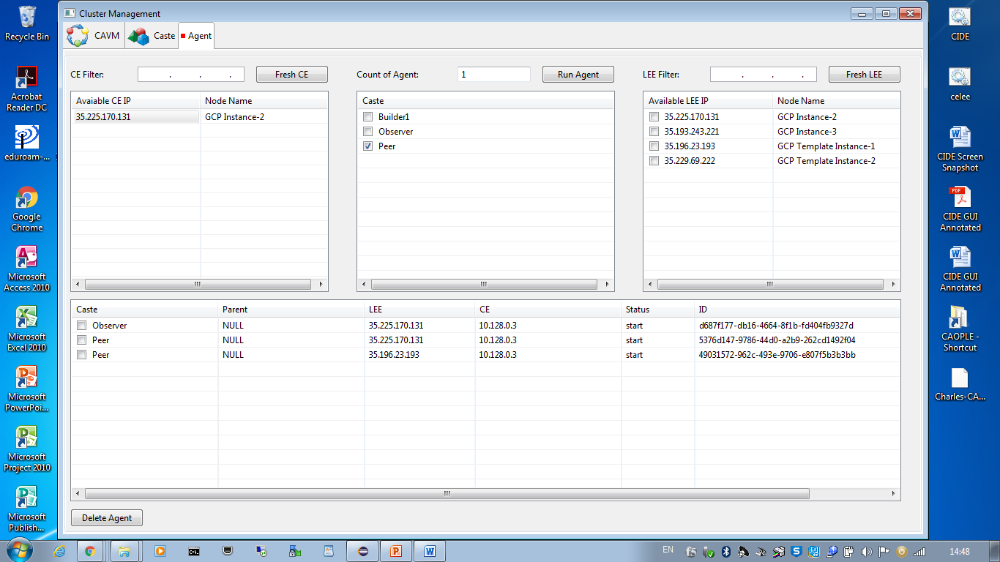 Cluster Management
CAVM Caste Agent
CE Filter: . . . Fresh CE Count of Agent: 1 Run Agent LEE Filter: . . . Fresh LEE
Avaiable CE IP Node Name Caste Available LEE IP Node Name
35.225.170.131 GCP Instance-2 Builder1 35.225.170.131 GCP Instance-2
Observer 35.193.243.221 GCP Instance-3
Peer 35.196.23.193 GCP Template Instance-1
35.229.69.222 GCP Template Instance-2
Caste Parent LEE CE Status ID
Observer NULL 35.225.170.131 10.128.0.3 start d687f177-db16-4664-8f1b-fd404fb9327d
Peer NULL 35.225.170.131 10.128.0.3 start 5376d147-9786-44d0-a2b9-262cd1492f04
Peer NULL 35.196.23.193 10.128.0.3 start 49031572-962c-493e-9706-e807f5b3b3bb
Delete Agent
Recycle Bin
Acrobat
Reader DC
eduroam-...
Google
Chrome
Microsoft
Access 2010
Microsoft
Excel 2010
Microsoft
PowerPoi...
Microsoft
Project 2010
Microsoft
Publish...
CIDE
celee
CIDE Screen
Snapshot
PDF
CIDE GUI
Annotated
CIDE GUI
Annotated
CAOPLE -
Shortcut
Charles-CA...
EN
14:48